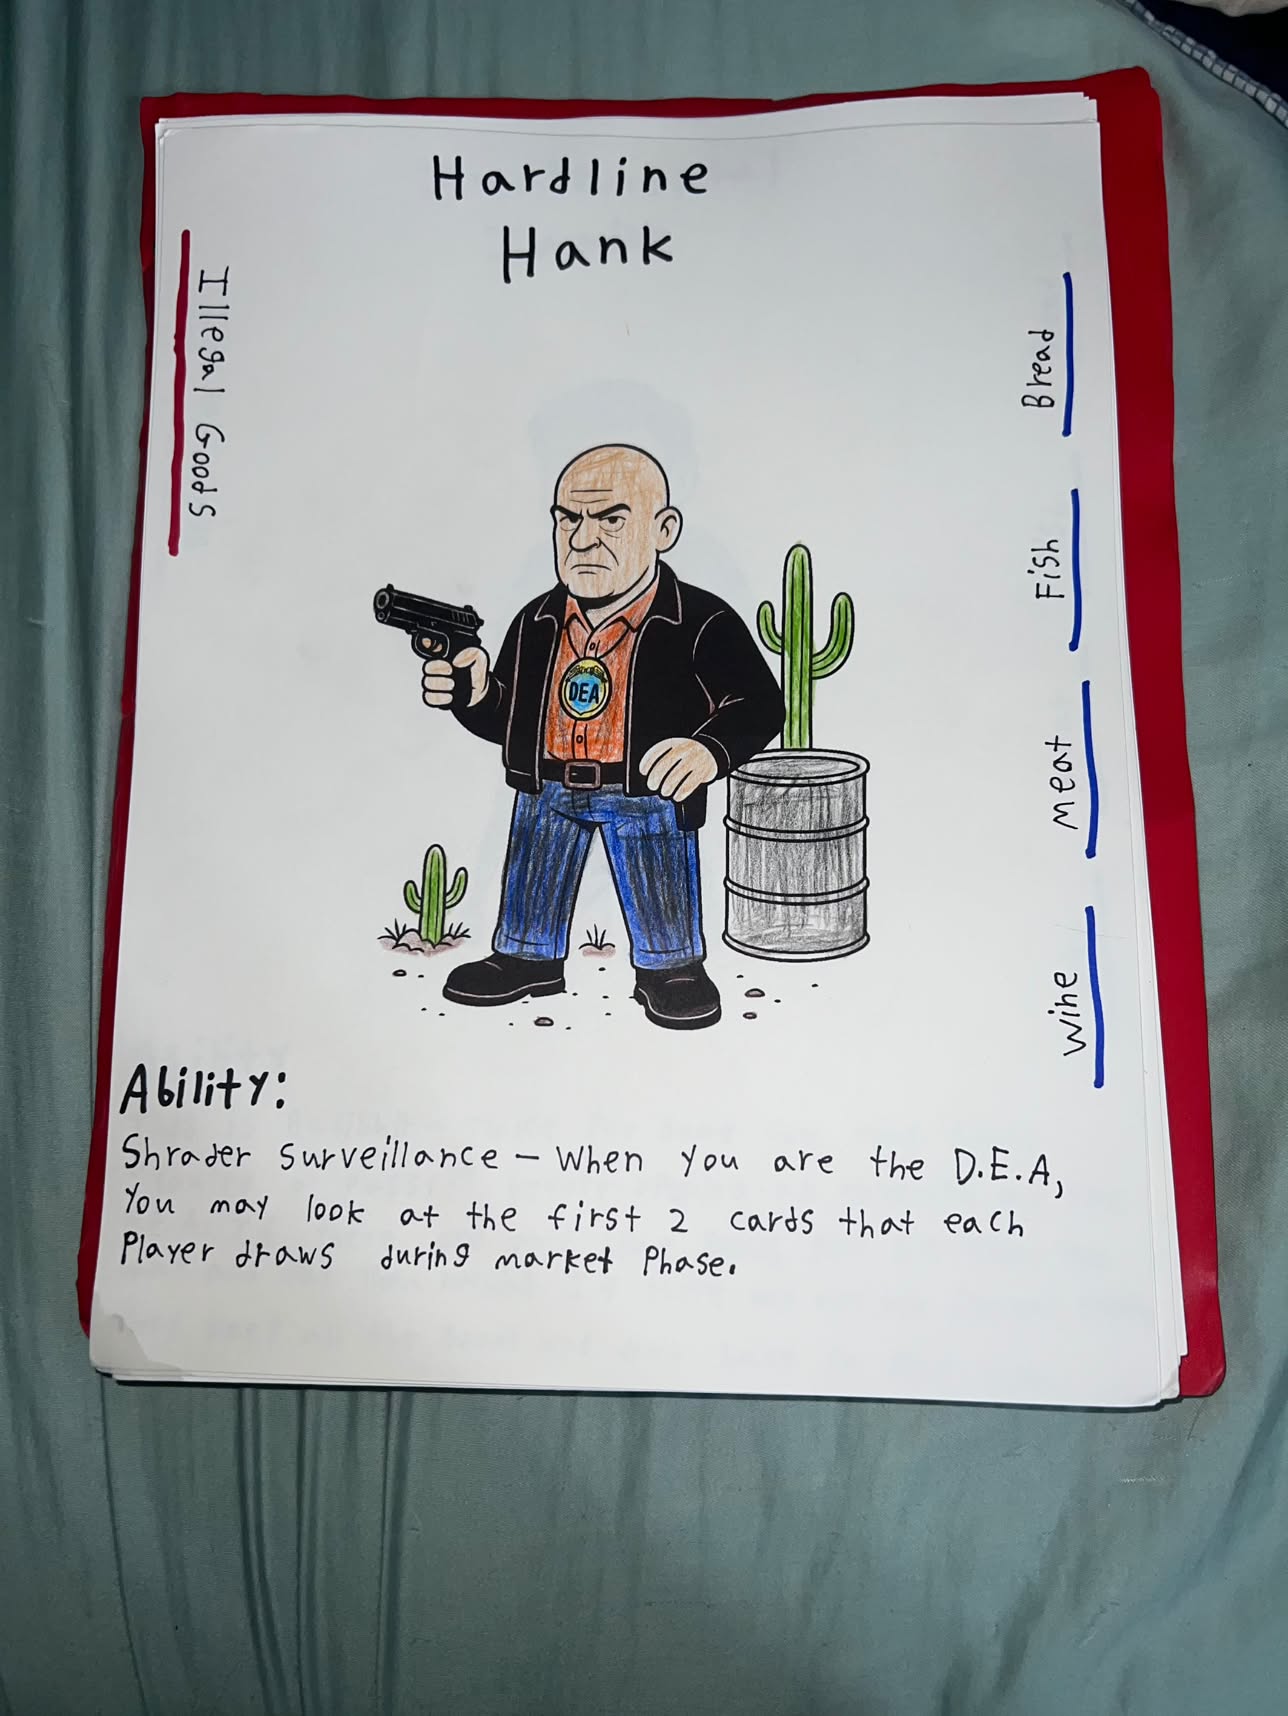 Hardline
Hank
Illegal Goods
Bread
Fish
meat
wine
DEA
Ability:
Shrader Surveillance – When you are the D.E.A,
You may look at the first 2 cards that each
Player draws during market Phase.